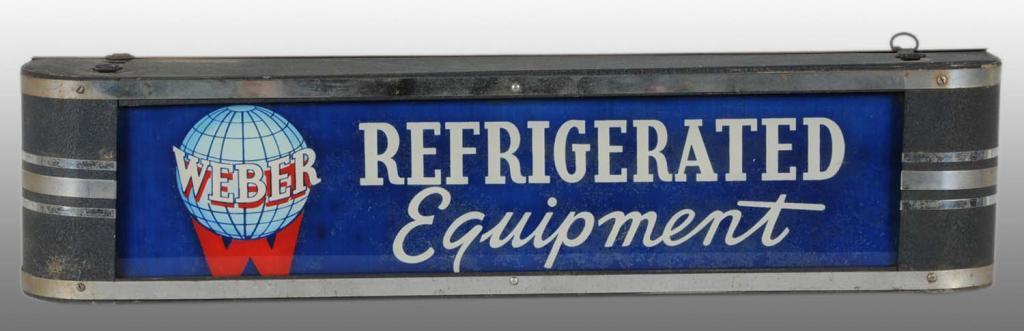 WEBER
W
REFRIGERATED
Equipment